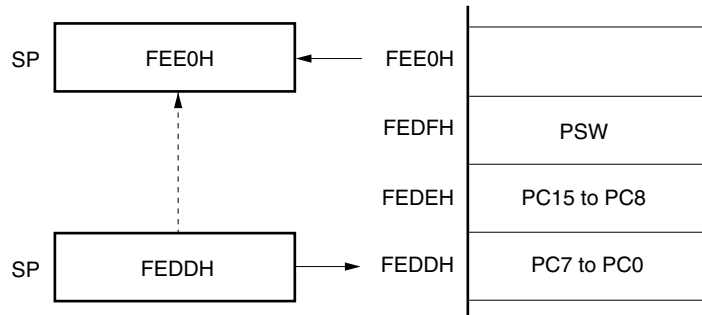 SP FEE0H FEE0H
FEDFH PSW
FEDEH PC15 to PC8
SP FEDDH FEDDH PC7 to PC0